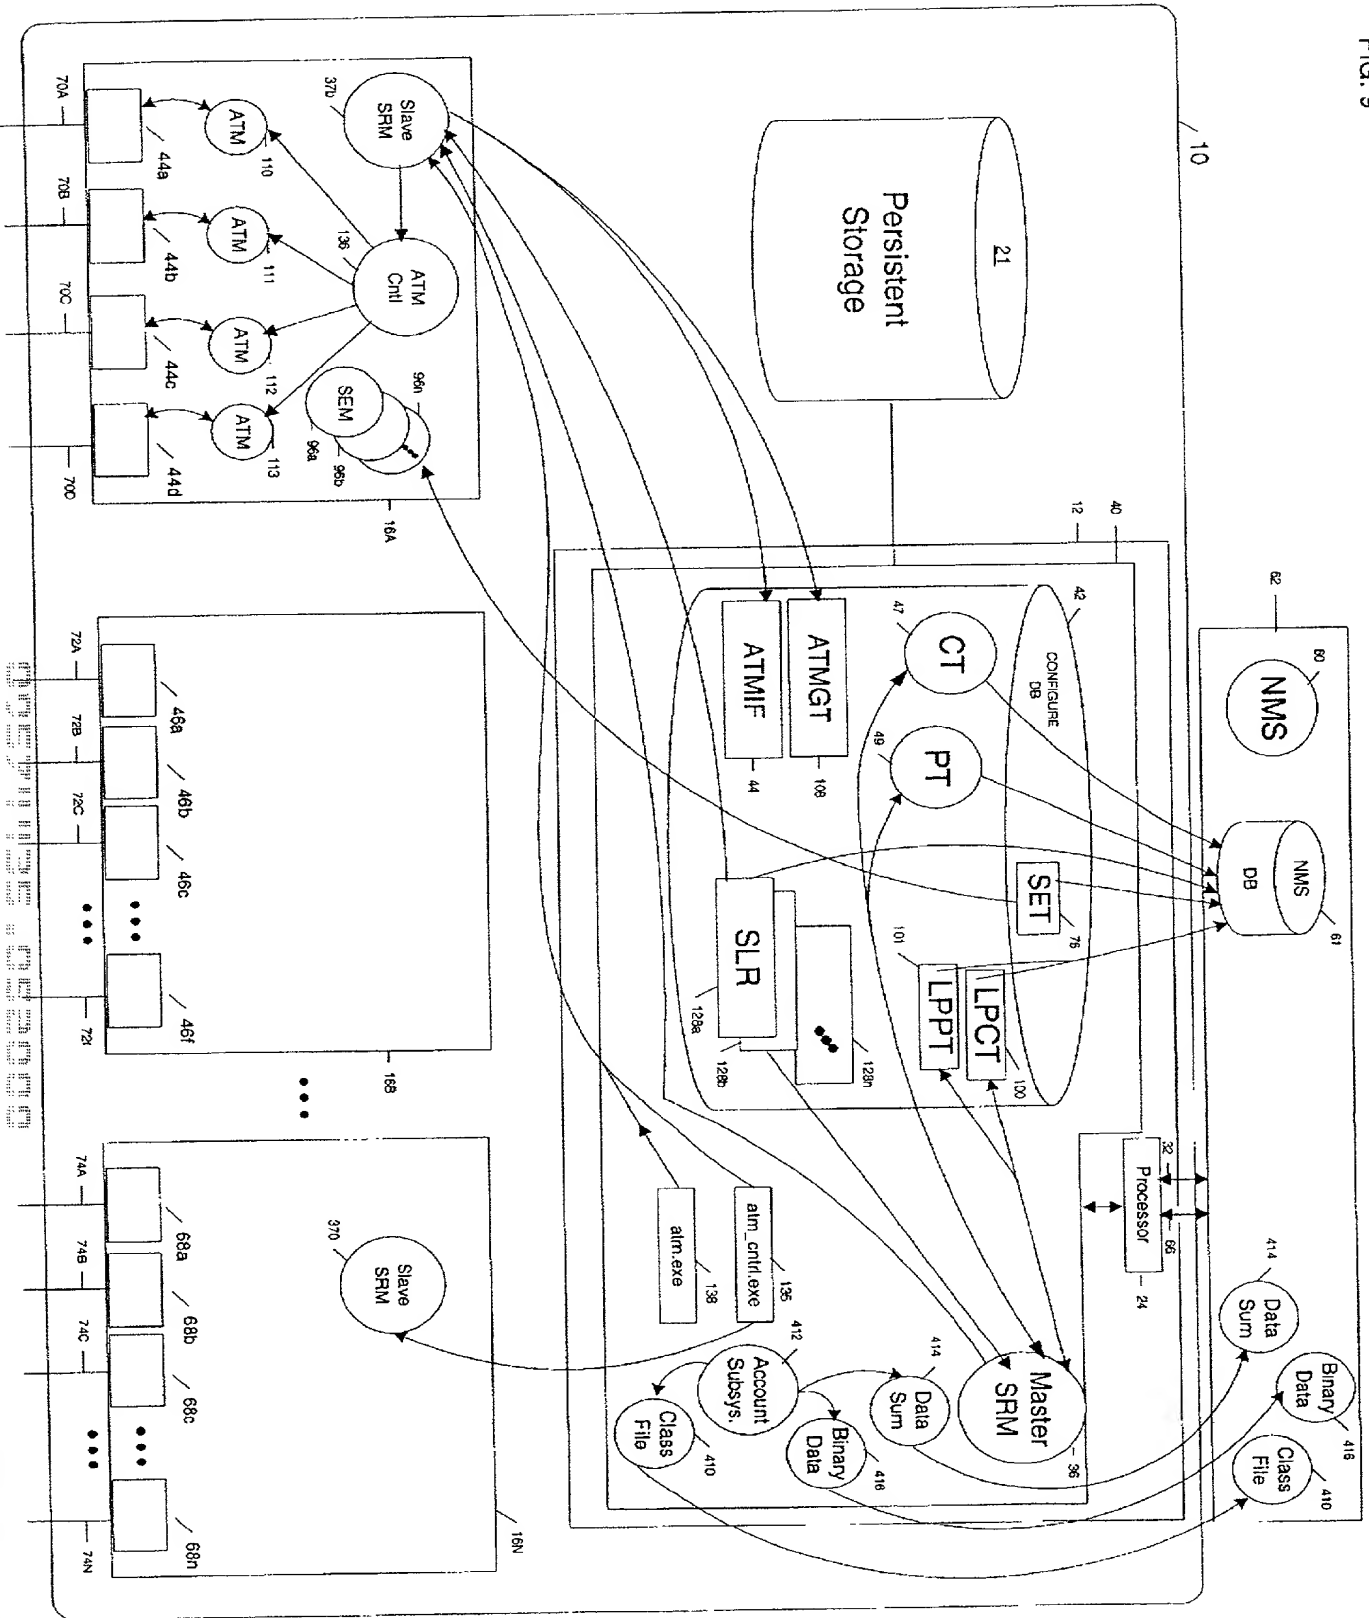 FIG. 9
10
21
Persistent
Storage
62
60
NMS
NMS
DB
61
414
Data
Sum
Binary
Data
416
Class
File
410
12
40
42
CONFIGURE
DB
47
CT
49
PT
ATMGT
108
ATMIF
44
SET
76
101
LPPT
LPCT
100
SLR
128a
128b
128n
32
66
Processor
24
Master
SRM
36
414
Data
Sum
412
Account
Subsys.
Binary
Data
416
Class
File
410
atm_cntrl.exe
135
atm.exe
138
37b
Slave
SRM
136
ATM
Cntl
SEM
96a
96b
96n
ATM
110
ATM
111
ATM
112
ATM
113
44a
44b
44c
44d
70A
70B
70C
70D
16A
46a
46b
46c
46f
72A
72B
72C
72I
16B
370
Slave
SRM
68a
68b
68c
68n
74A
74B
74C
74N
16N